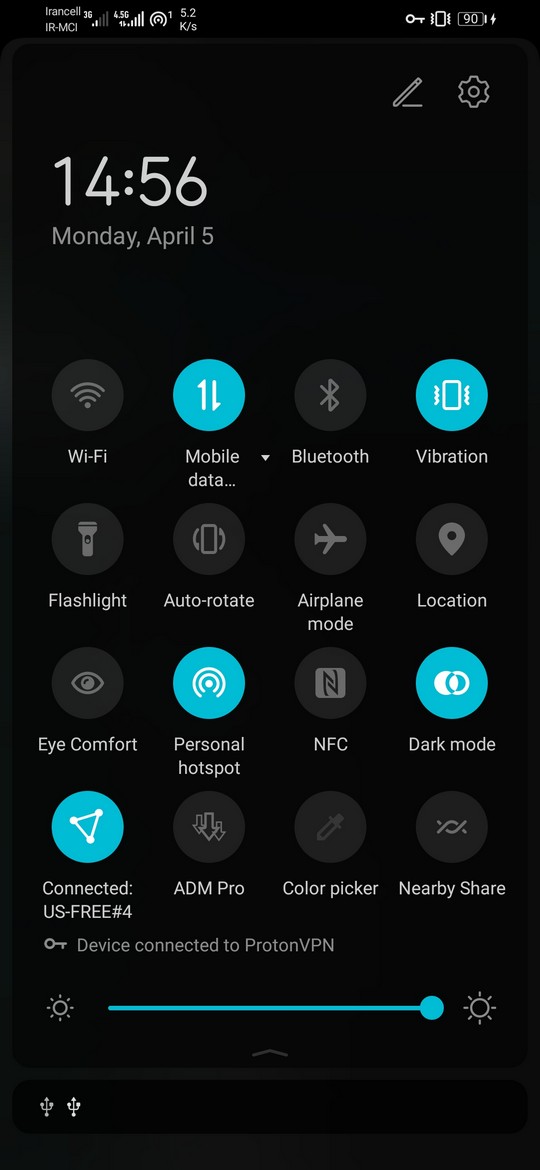 Irancell 3G 4.5G 1 5.2 90
IR-MCI K/s
14:56
Monday, April 5
Wi-Fi
Mobile
data...
Bluetooth
Vibration
Flashlight
Auto-rotate
Airplane
mode
Location
Eye Comfort
Personal
hotspot
NFC
Dark mode
Connected:
US-FREE#4
ADM Pro
Color picker
Nearby Share
Device connected to ProtonVPN